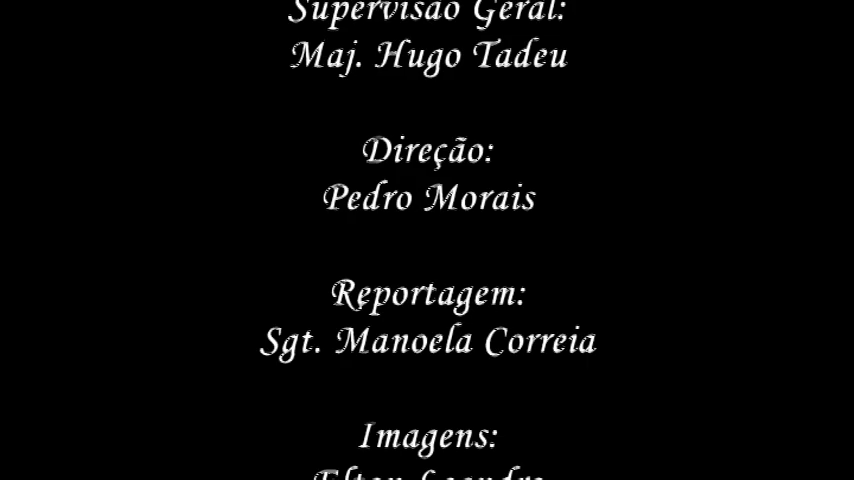 Supervisão Geral:
Maj. Hugo Tadeu
Direção:
Pedro Morais
Reportagem:
Sgt. Manoela Correia
Imagens: